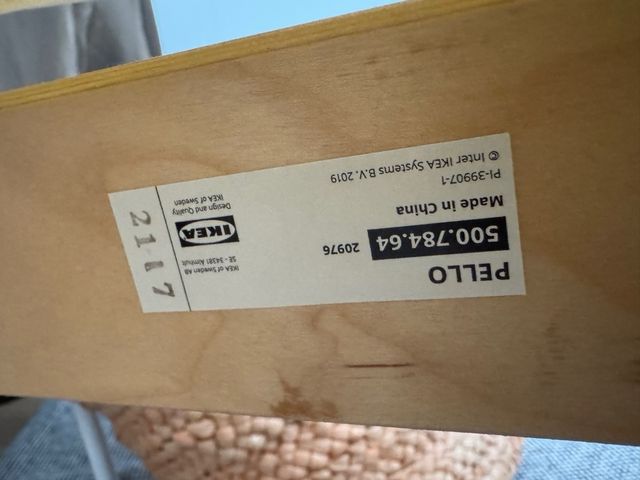 PELLO
500.784.64 20976
Made in China
PI-39907-1
© Inter IKEA Systems B.V. 2019
IKEA of Sweden AB
SE - 34381 Älmhult
IKEA
Design and Quality
IKEA of Sweden
2117